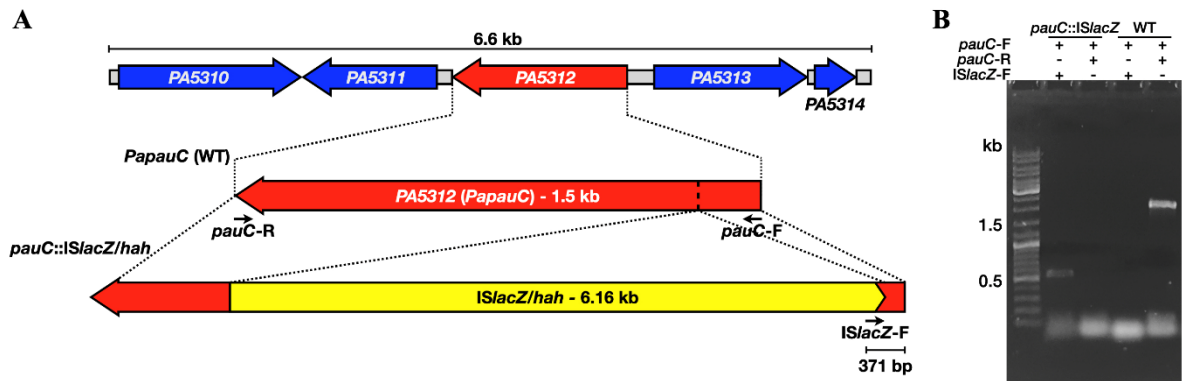 A
6.6 kb
PA5310 PA5311 PA5312 PA5313
PA5314
PapauC (WT)
PA5312 (PapauC) - 1.5 kb
pauC-R pauC-F
pauC::ISlacZ/hah
ISlacZ/hah - 6.16 kb
ISlacZ-F
371 bp
B
pauC::ISlacZ WT
pauC-F + + + +
pauC-R - + - +
ISlacZ-F + - + -
kb
1.5
0.5